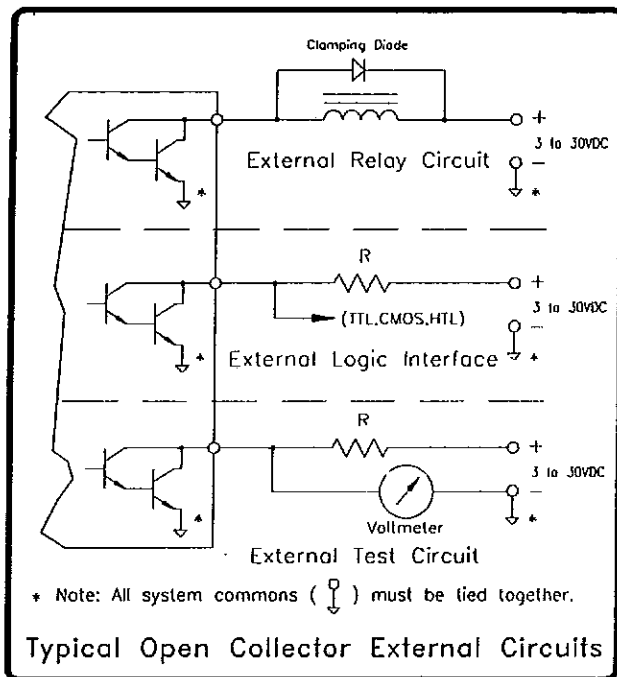 Clamping Diode
+
3 to 30VDC
External Relay Circuit
-
*
*
R
+
3 to 30VDC
(TTL,CMOS,HTL)
-
External Logic Interface
*
*
R
+
3 to 30VDC
-
*
*
Voltmeter
External Test Circuit
* Note: All system commons ( ) must be tied together.
Typical Open Collector External Circuits